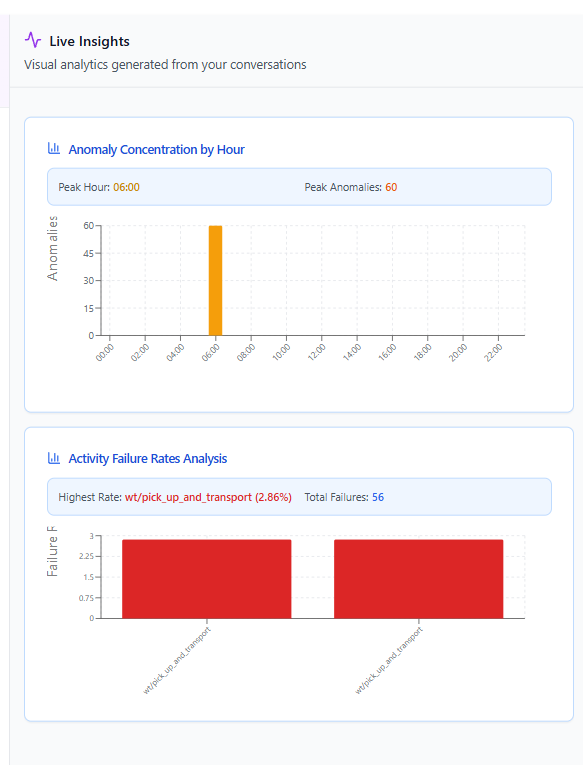 Live Insights
Visual analytics generated from your conversations
Anomaly Concentration by Hour
Peak Hour: 06:00 Peak Anomalies: 60
Anomalies
60
45
30
15
0
00:00 02:00 04:00 06:00 08:00 10:00 12:00 14:00 16:00 18:00 20:00 22:00
Activity Failure Rates Analysis
Highest Rate: wt/pick_up_and_transport (2.86%) Total Failures: 56
Failure F
3
2.25
1.5
0.75
0
wt/pick_up_and_transport wt/pick_up_and_transport